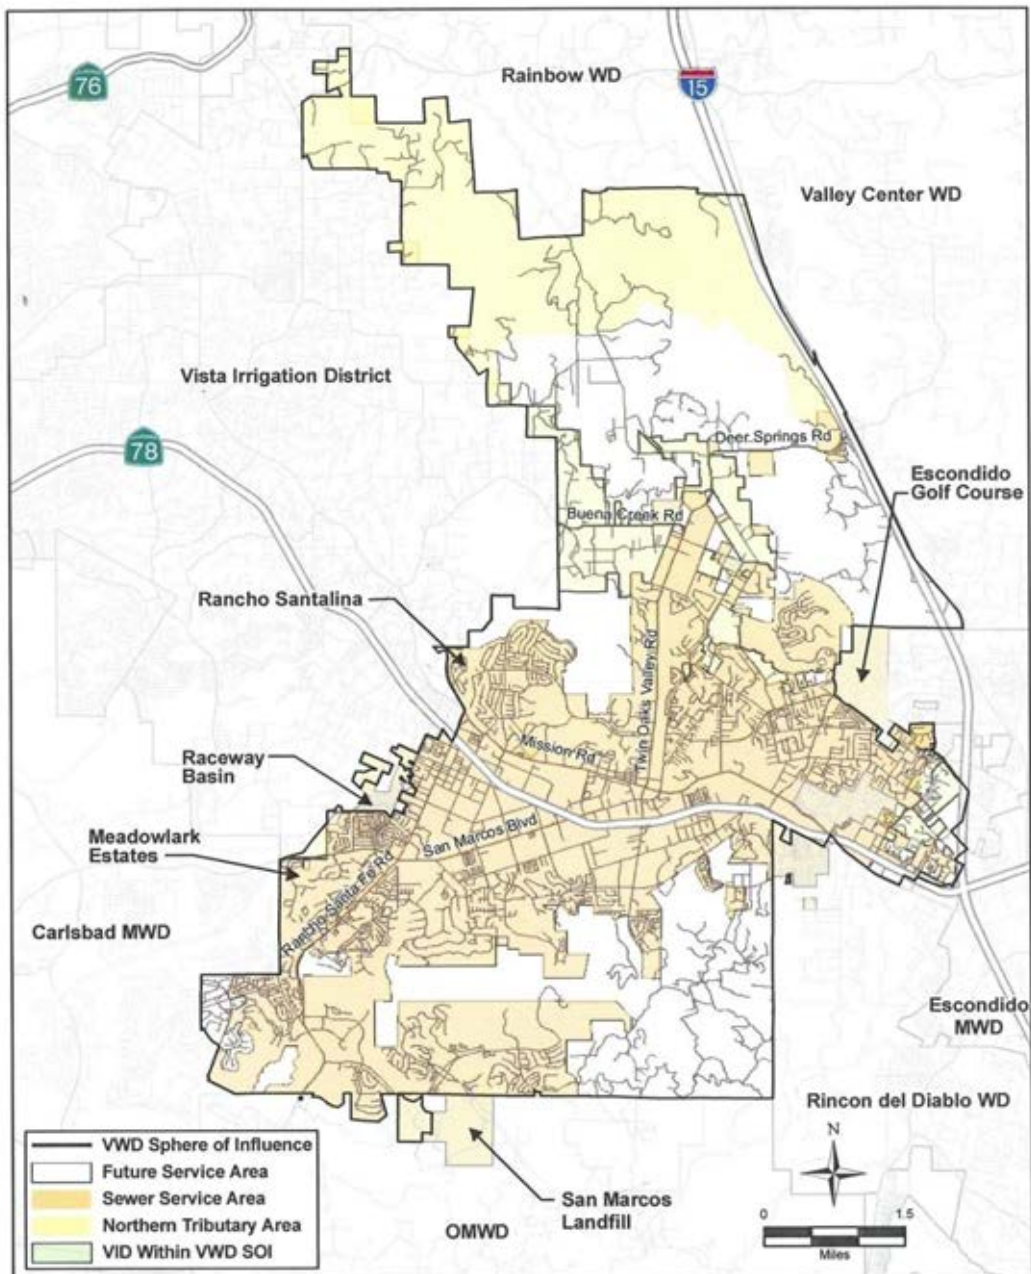 Rainbow WD
76
15
Valley Center WD
Vista Irrigation District
78
Deer Springs Rd
Escondido
Golf Course
Buena Creek Rd
Rancho Santalina
Twin Oaks Valley Rd
Mission Rd
Raceway
Basin
San Marcos Blvd
Meadowlark
Estates
Rancho Santa Fe Rd
Carlsbad MWD
Escondido
MWD
Rincon del Diablo WD
N
VWD Sphere of Influence
Future Service Area
Sewer Service Area
Northern Tributary Area
VID Within VWD SOI
San Marcos
Landfill
OMWD
0 1.5
Miles